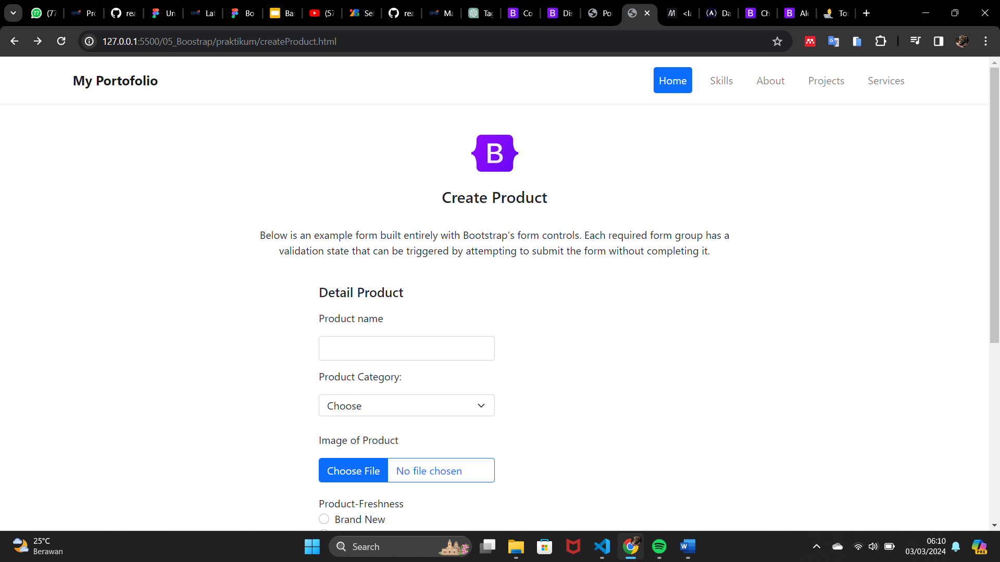 (77
Pro
rea
Un
Lat
Bo
Ba
(57
Sel
rea
Ma
Tag
Co
Dis
Po
<la
Da
Ch
Ale
To
127.0.0.1:5500/05_Boostrap/praktikum/createProduct.html
My Portofolio
Home Skills About Projects Services
B
Create Product
Below is an example form built entirely with Bootstrap's form controls. Each required form group has a
validation state that can be triggered by attempting to submit the form without completing it.
Detail Product
Product name
Product Category:
Choose
Image of Product
Choose File No file chosen
Product-Freshness
Brand New
25°C
Berawan
Search
06:10
03/03/2024
PRE